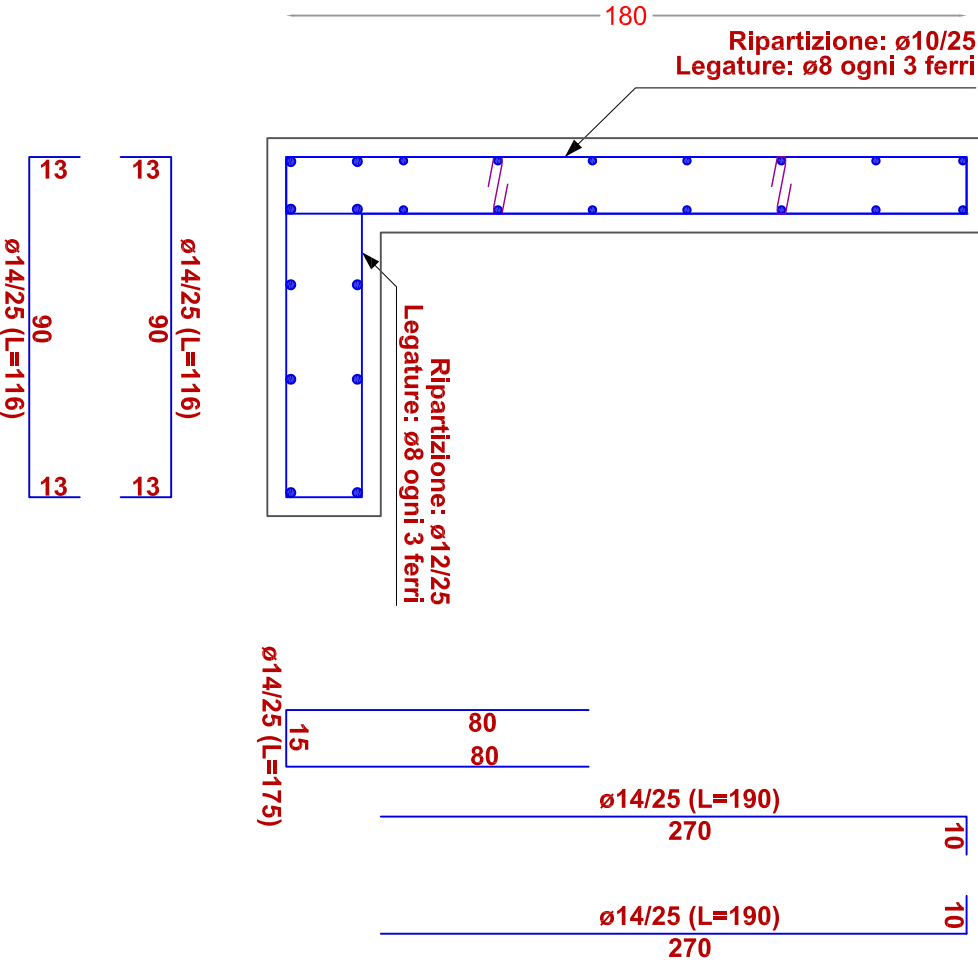 180
Ripartizione: ø10/25
Legature: ø8 ogni 3 ferri
13
13
ø14/25 (L=116)
90
90
ø14/25 (L=116)
13
13
Ripartizione: ø12/25
Legature: ø8 ogni 3 ferri
ø14/25 (L=175)
15
80
80
ø14/25 (L=190)
270
10
ø14/25 (L=190)
270
10